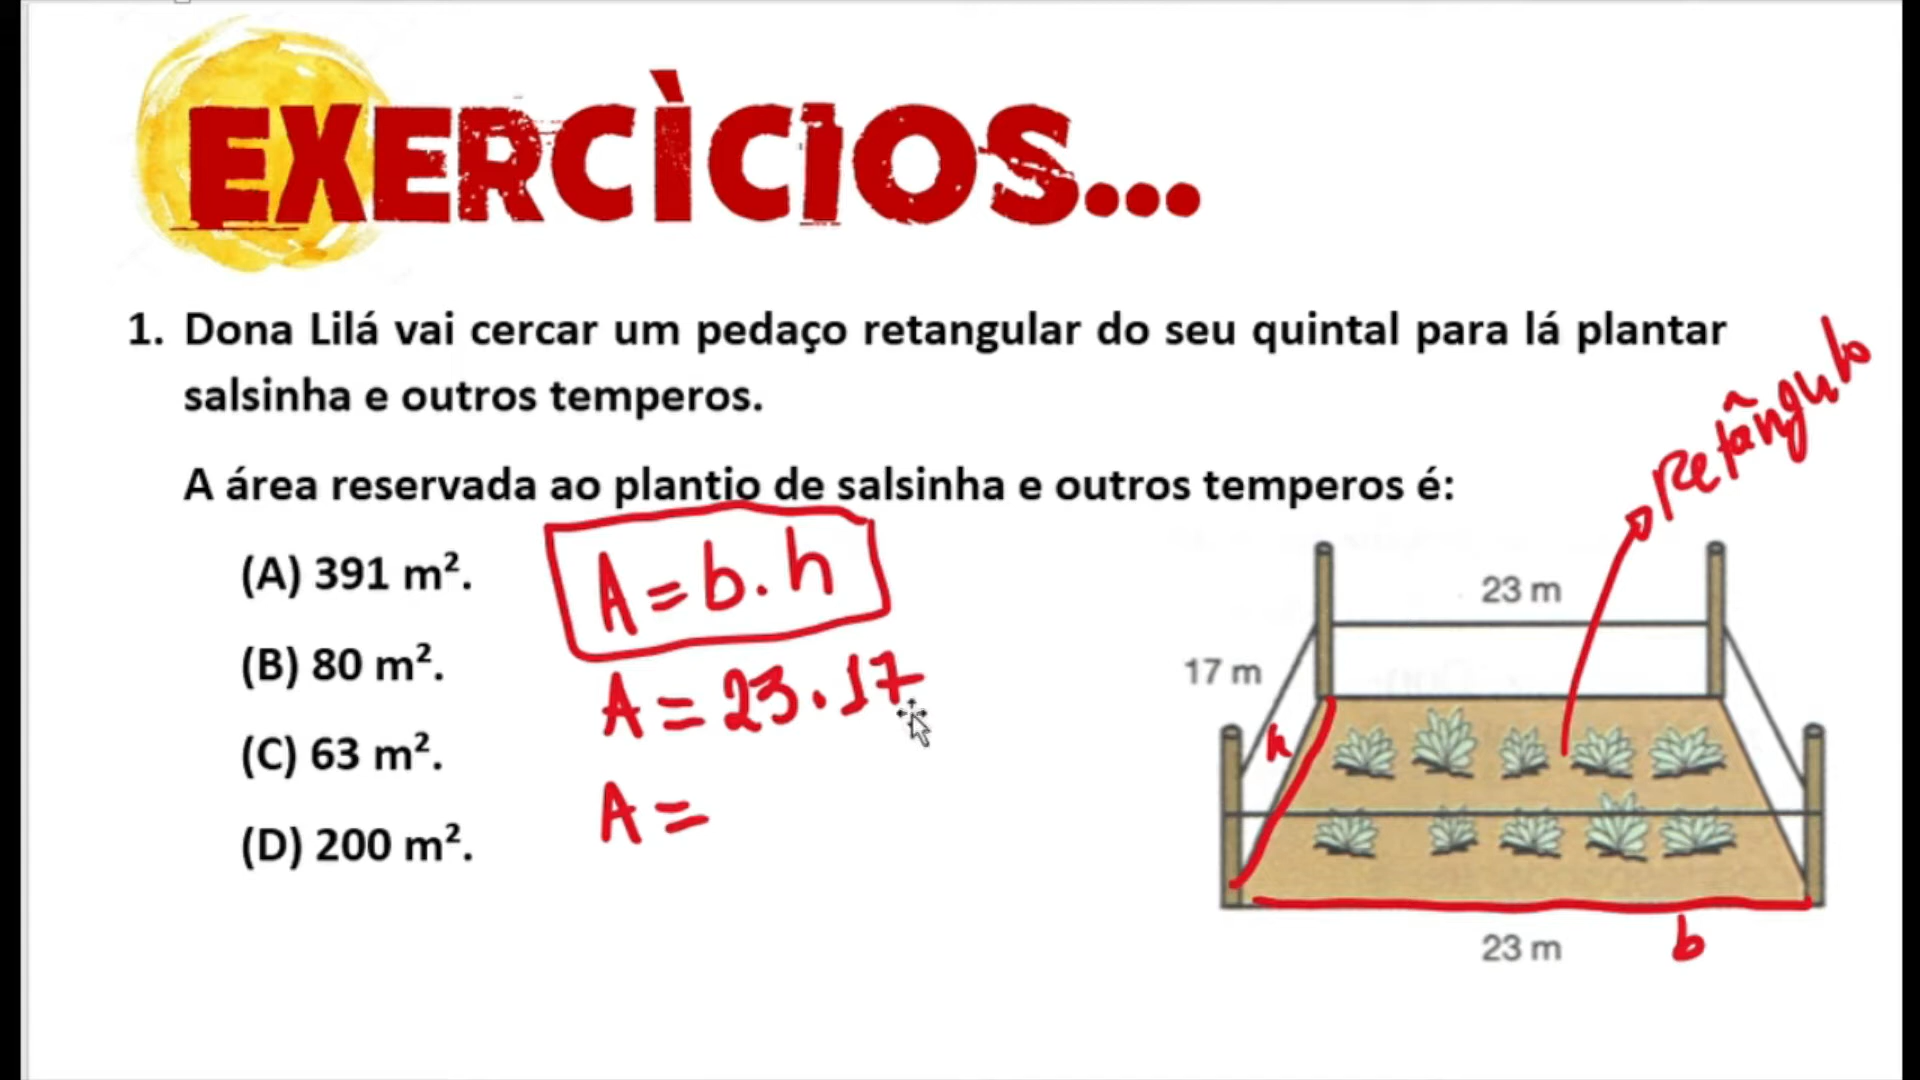 EXERCÌCIOS...
1. Dona Lilá vai cercar um pedaço retangular do seu quintal para lá plantar
salsinha e outros temperos.
A área reservada ao plantio de salsinha e outros temperos é:
(A) 391 m².
(B) 80 m².
(C) 63 m².
(D) 200 m².
A = b . h
A = 23 . 17
A =
Retângulo
23 m
17 m
h
b
23 m